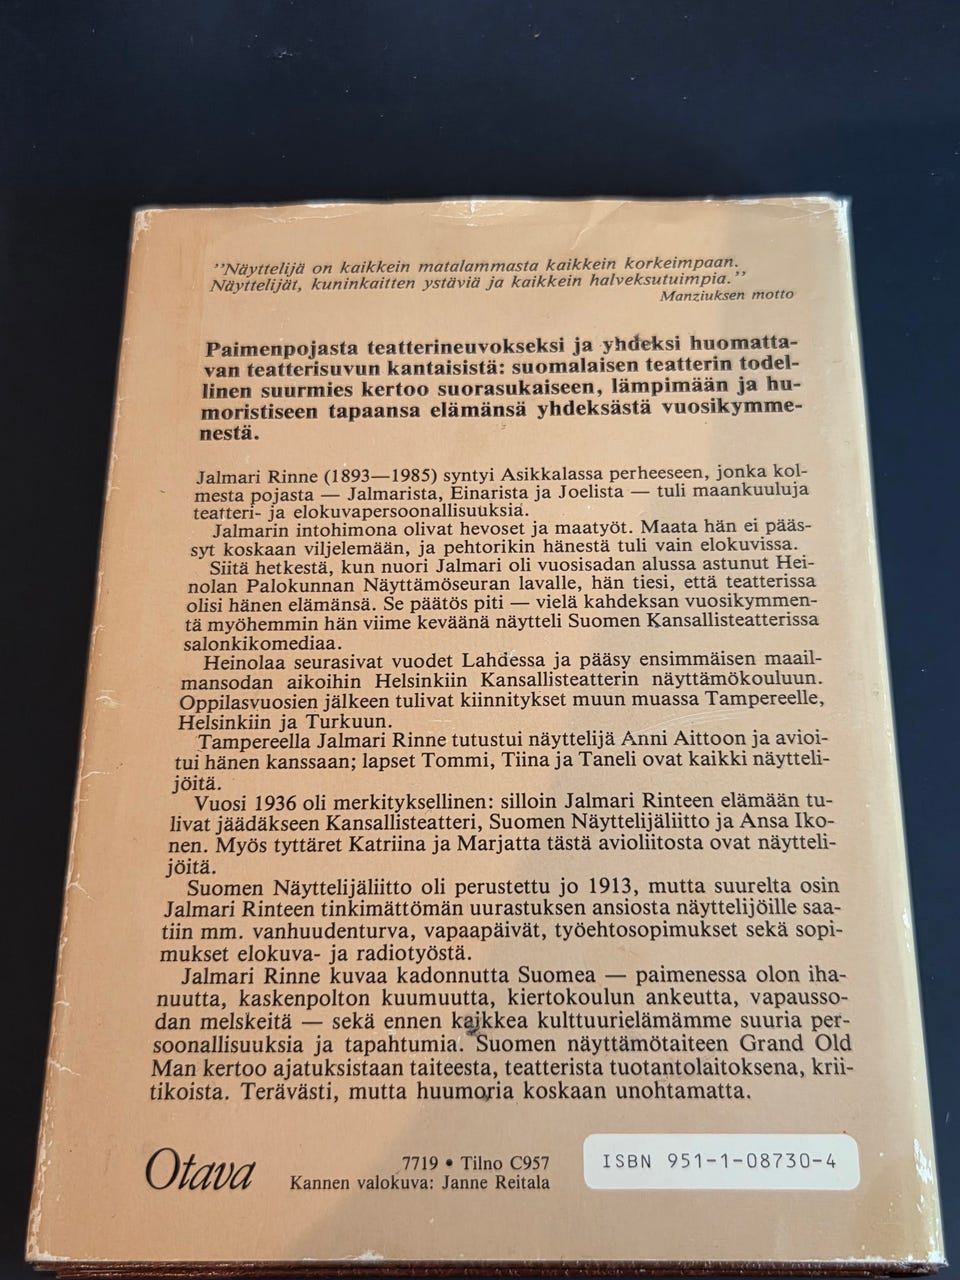 ”Näyttelijä on kaikkein matalammasta kaikkein korkeimpaan.
Näyttelijät, kuninkaitten ystäviä ja kaikkein halveksutuimpia.”
Manziuksen motto
Paimenpojasta teatterineuvokseksi ja yhdeksi huomatta-
van teatterisuvun kantaisistä: suomalaisen teatterin todel-
linen suurmies kertoo suorasukaiseen, lämpimään ja hu-
moristiseen tapaansa elämänsä yhdeksästä vuosikymme-
nestä.
Jalmari Rinne (1893—1985) syntyi Asikkalassa perheeseen, jonka kol-
mesta pojasta — Jalmarista, Einarista ja Joelista — tuli maankuuluja
teatteri- ja elokuvapersoonallisuuksia.
Jalmarin intohimona olivat hevoset ja maatyöt. Maata hän ei pääs-
syt koskaan viljelemään, ja pehtorikin hänestä tuli vain elokuvissa.
Siitä hetkestä, kun nuori Jalmari oli vuosisadan alussa astunut Hei-
nolan Palokunnan Näyttämöseuran lavalle, hän tiesi, että teatterissa
olisi hänen elämänsä. Se päätös piti — vielä kahdeksan vuosikymmen-
tä myöhemmin hän viime keväänä näytteli Suomen Kansallisteatterissa
salonkikomediaa.
Heinolaa seurasivat vuodet Lahdessa ja pääsy ensimmäisen maail-
mansodan aikoihin Helsinkiin Kansallisteatterin näyttämökouluun.
Oppilasvuosien jälkeen tulivat kiinnitykset muun muassa Tampereelle,
Helsinkiin ja Turkuun.
Tampereella Jalmari Rinne tutustui näyttelijä Anni Aittoon ja avioi-
tui hänen kanssaan; lapset Tommi, Tiina ja Taneli ovat kaikki näytteli-
jöitä.
Vuosi 1936 oli merkityksellinen: silloin Jalmari Rinteen elämään tu-
livat jäädäkseen Kansallisteatteri, Suomen Näyttelijäliitto ja Ansa Iko-
nen. Myös tyttäret Katriina ja Marjatta tästä avioliitosta ovat näytteli-
jöitä.
Suomen Näyttelijäliitto oli perustettu jo 1913, mutta suurelta osin
Jalmari Rinteen tinkimättömän uurastuksen ansiosta näyttelijöille saa-
tiin mm. vanhuudenturva, vapaapäivät, työehtosopimukset sekä sopi-
mukset elokuva- ja radiotyöstä.
Jalmari Rinne kuvaa kadonnutta Suomea — paimenessa olon iha-
nuutta, kaskenpolton kuumuutta, kiertokoulun ankeutta, vapausso-
dan melskeitä — sekä ennen kaikkea kulttuurielämämme suuria per-
soonallisuuksia ja tapahtumia. Suomen näyttämötaiteen Grand Old
Man kertoo ajatuksistaan taiteesta, teatterista tuotantolaitoksena, krii-
tikoista. Terävästi, mutta huumoria koskaan unohtamatta.
Otava
7719 • Tilno C957
Kannen valokuva: Janne Reitala
ISBN 951-1-08730-4